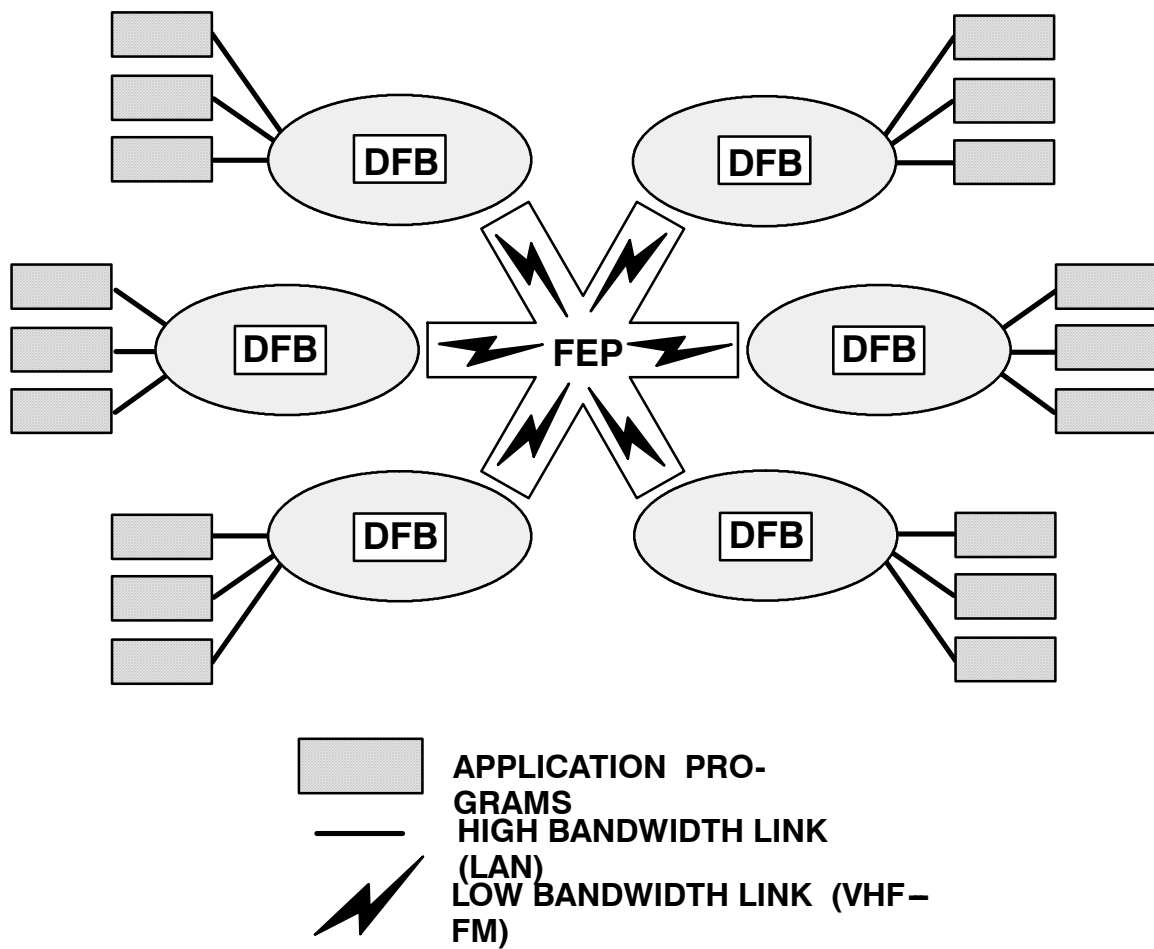 DFB
DFB
DFB
FEP
DFB
DFB
DFB
APPLICATION PRO-
GRAMS
HIGH BANDWIDTH LINK
(LAN)
LOW BANDWIDTH LINK (VHF–
FM)